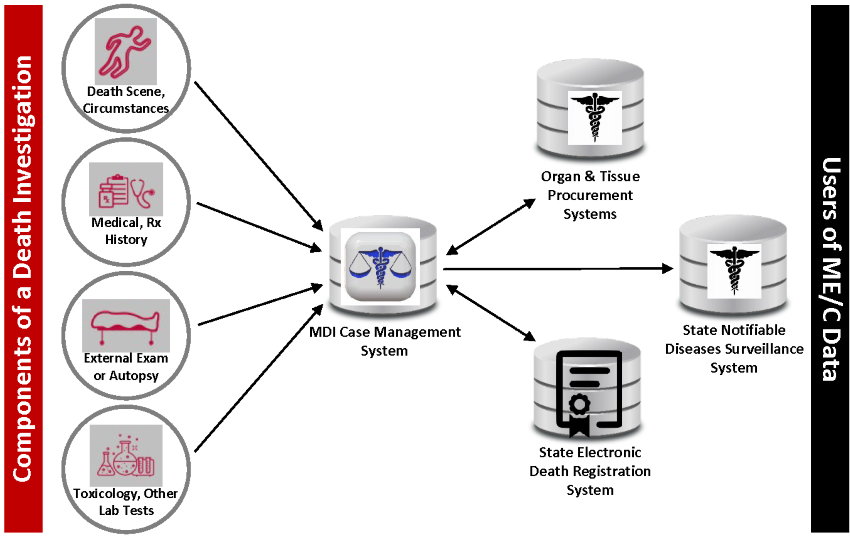 Components of a Death Investigation
Death Scene,
Circumstances
Medical, Rx
History
External Exam
or Autopsy
Toxicology, Other
Lab Tests
MDI Case Management
System
Organ & Tissue
Procurement
Systems
State Notifiable
Diseases Surveillance
System
State Electronic
Death Registration
System
Users of ME/C Data